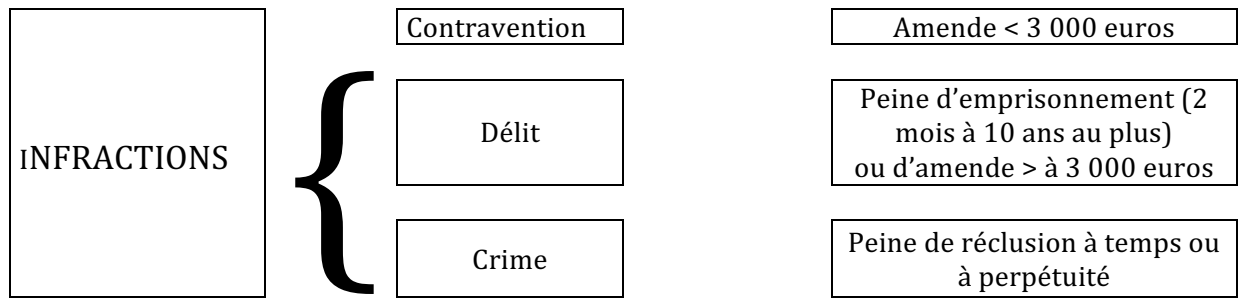 Contravention
Amende < 3 000 euros
INFRACTIONS
Délit
Peine d'emprisonnement (2
mois à 10 ans au plus)
ou d'amende > à 3 000 euros
Crime
Peine de réclusion à temps ou
à perpétuité